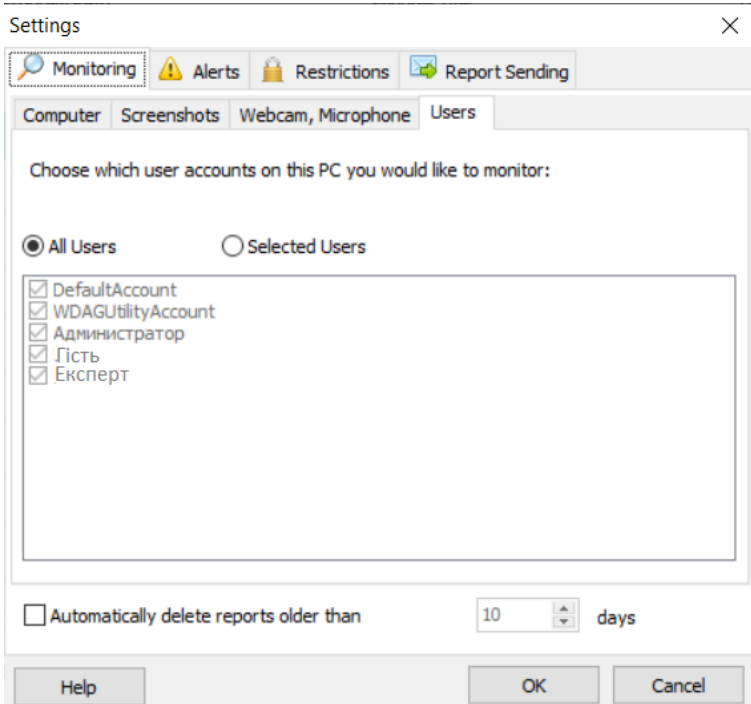 Settings
Monitoring Alerts Restrictions Report Sending
Computer Screenshots Webcam, Microphone Users
Choose which user accounts on this PC you would like to monitor:
All Users Selected Users
DefaultAccount
WDAGUtilityAccount
Администратор
Гість
Експерт
Automatically delete reports older than 10 days
Help OK Cancel